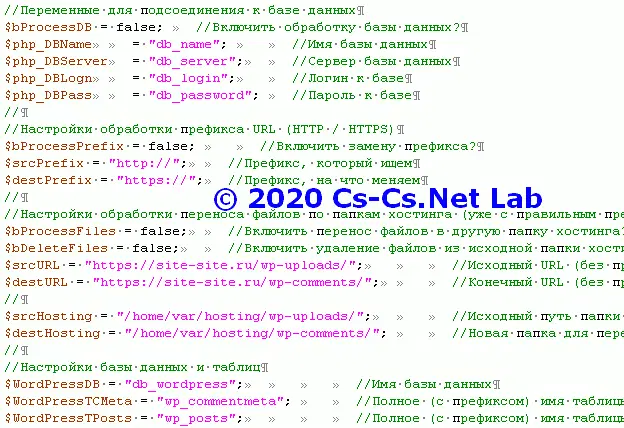 //Переменные для подсоединения к базе данных
$bProcessDB = false; //Включить обработку базы данных?
$php_DBName = "db_name"; //Имя базы данных
$php_DBServer= "db_server"; //Сервер базы данных
$php_DBLogn = "db_login"; //Логин к базе
$php_DBPass = "db_password"; //Пароль к базе
//
//Настройки обработки префикса URL (HTTP / HTTPS)
$bProcessPrefix = false; //Включить замену префикса?
$srcPrefix = "http://"; //Префикс, который ищем
$destPrefix = "https://"; //Префикс, на что меняем
//
© 2020 Cs-Cs.Net Lab
//Настройки обработки переноса файлов по папкам хостинга (уже с правильным пре
$bProcessFiles = false; //Включить перенос файлов в другую папку хостинга?
$bDeleteFiles = false; //Включить удаление файлов из исходной папки хости
$srcURL = "https://site-site.ru/wp-uploads/"; //Исходный URL (без пр
$destURL = "https://site-site.ru/wp-comments/"; //Конечный URL (без пр
//
$srcHosting = "/home/var/hosting/wp-uploads/"; //Исходный путь папки
$destHosting = "/home/var/hosting/wp-comments/"; //Новая папка для пере
//
//Настройки базы данных и таблиц
$WordPressDB = "db_wordpress"; //Имя базы данных
$WordPressTCMeta = "wp_commentmeta"; //Полное (с префиксом) имя таблицы
$WordPressTPosts = "wp_posts"; //Полное (с префиксом) имя таблицы